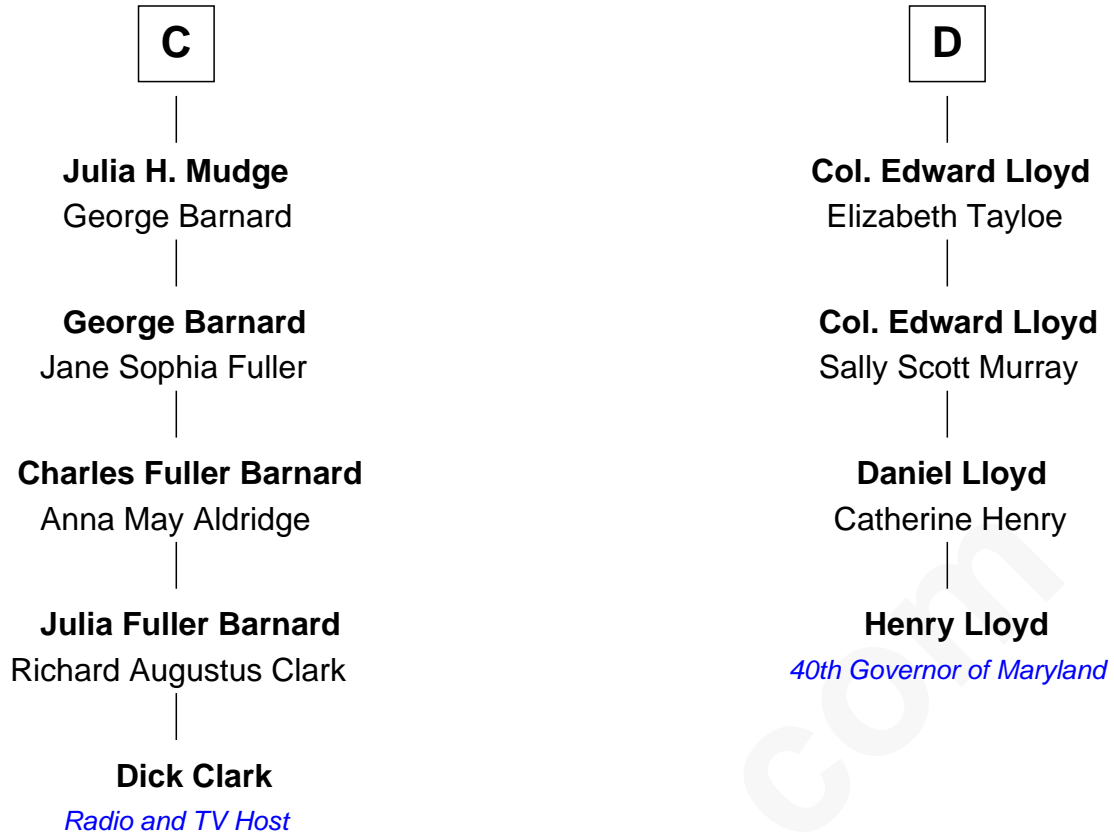 C
Julia H. Mudge
George Barnard
George Barnard
Jane Sophia Fuller
Charles Fuller Barnard
Anna May Aldridge
Julia Fuller Barnard
Richard Augustus Clark
Dick Clark
Radio and TV Host
D
Col. Edward Lloyd
Elizabeth Tayloe
Col. Edward Lloyd
Sally Scott Murray
Daniel Lloyd
Catherine Henry
Henry Lloyd
40th Governor of Maryland
com